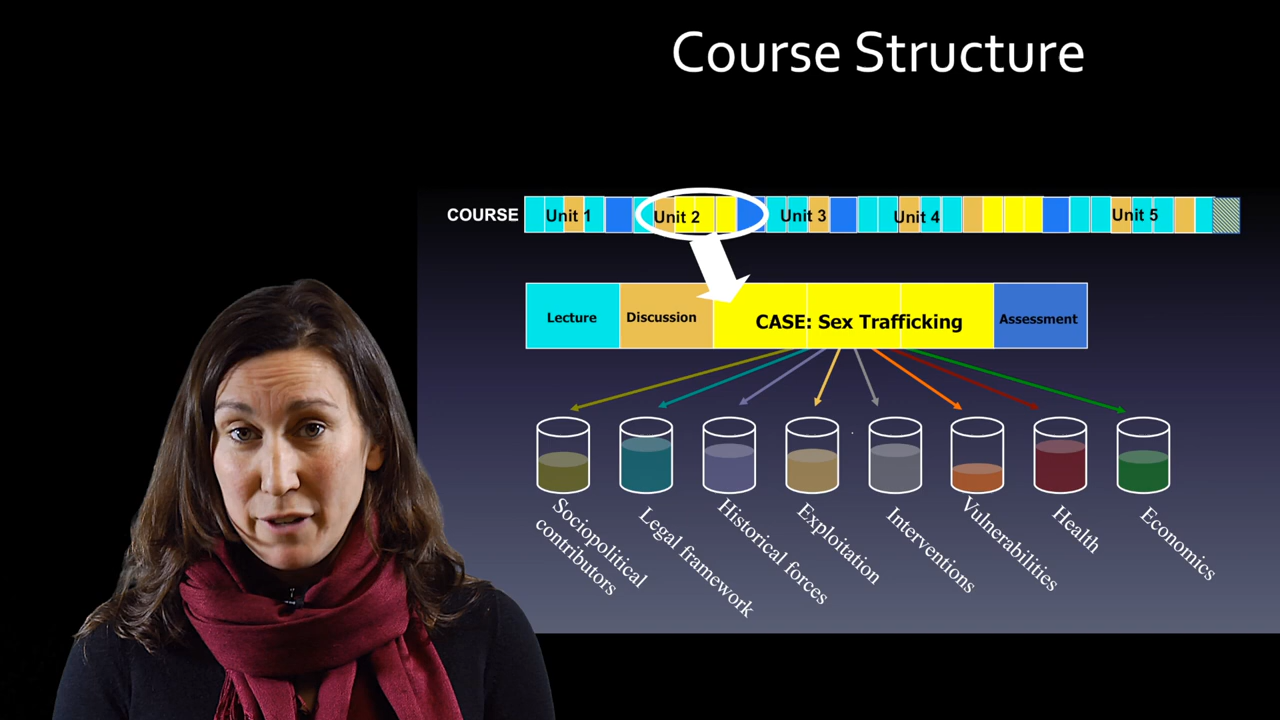 Course Structure
COURSE
Unit 1
Unit 2
Unit 3
Unit 4
Unit 5
Lecture
Discussion
CASE: Sex Trafficking
Assessment
Sociopolitical
contributors
Legal framework
Historical forces
Exploitation
Interventions
Vulnerabilities
Health
Economics